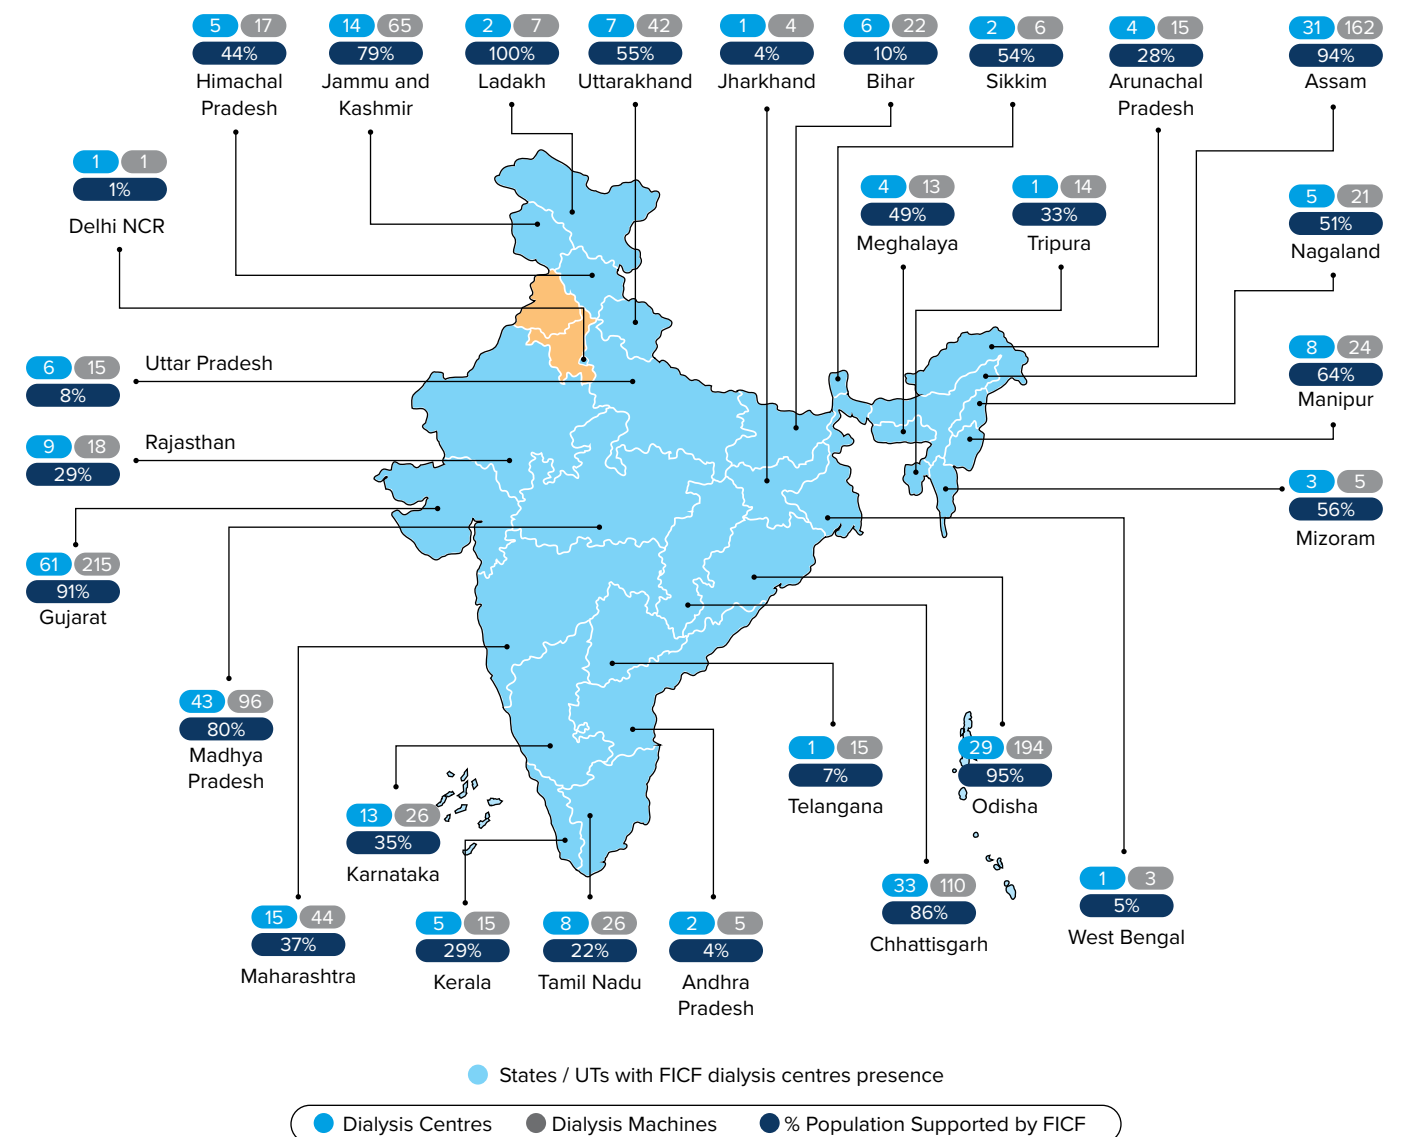 5 17
44%
Himachal
Pradesh
14 65
79%
Jammu and
Kashmir
2 7
100%
Ladakh
7 42
55%
Uttarakhand
1 4
4%
Jharkhand
6 22
10%
Bihar
2 6
54%
Sikkim
4 15
28%
Arunachal
Pradesh
31 162
94%
Assam
1 1
1%
Delhi NCR
4 13
49%
Meghalaya
1 14
33%
Tripura
5 21
51%
Nagaland
6 15
8%
Uttar Pradesh
8 24
64%
Manipur
9 18
29%
Rajasthan
3 5
56%
Mizoram
61 215
91%
Gujarat
43 96
80%
Madhya
Pradesh
1 15
7%
Telangana
29 194
95%
Odisha
13 26
35%
Karnataka
33 110
86%
Chhattisgarh
1 3
5%
West Bengal
15 44
37%
Maharashtra
5 15
29%
Kerala
8 26
22%
Tamil Nadu
2 5
4%
Andhra
Pradesh
States / UTs with FICF dialysis centres presence
Dialysis Centres Dialysis Machines % Population Supported by FICF